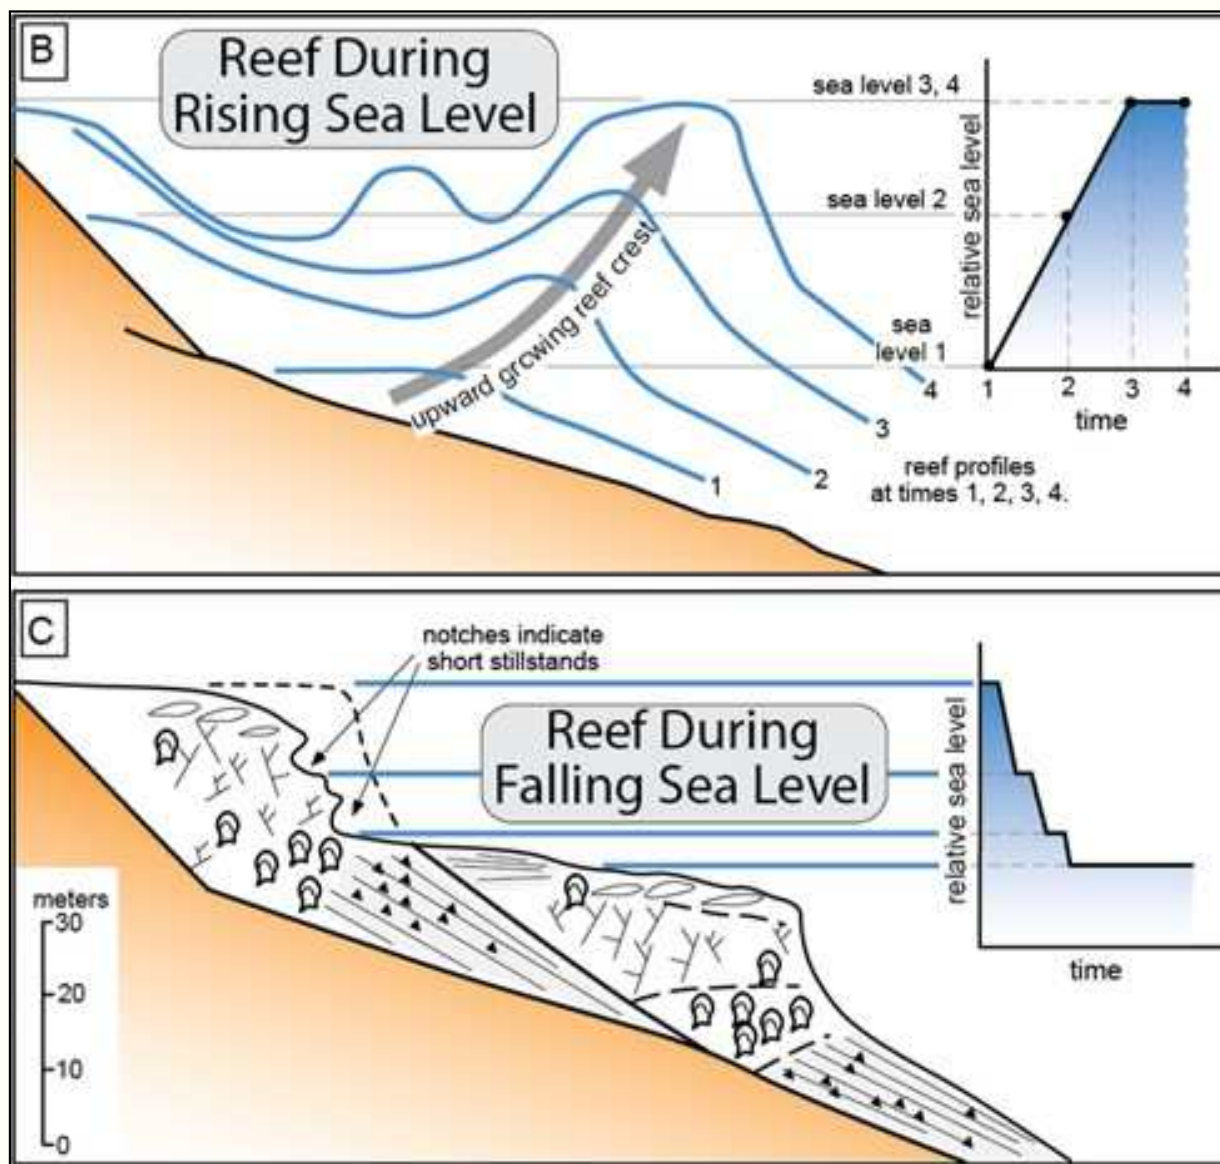 B
Reef During
Rising Sea Level
sea level 3, 4
sea level 2
sea
level 1
relative sea level
1
2
3
4
time
upward growing reef crest
1
2
3
4
reef profiles
at times 1, 2, 3, 4.
C
notches indicate
short stillstands
Reef During
Falling Sea Level
relative sea level
time
meters
30
20
10
0